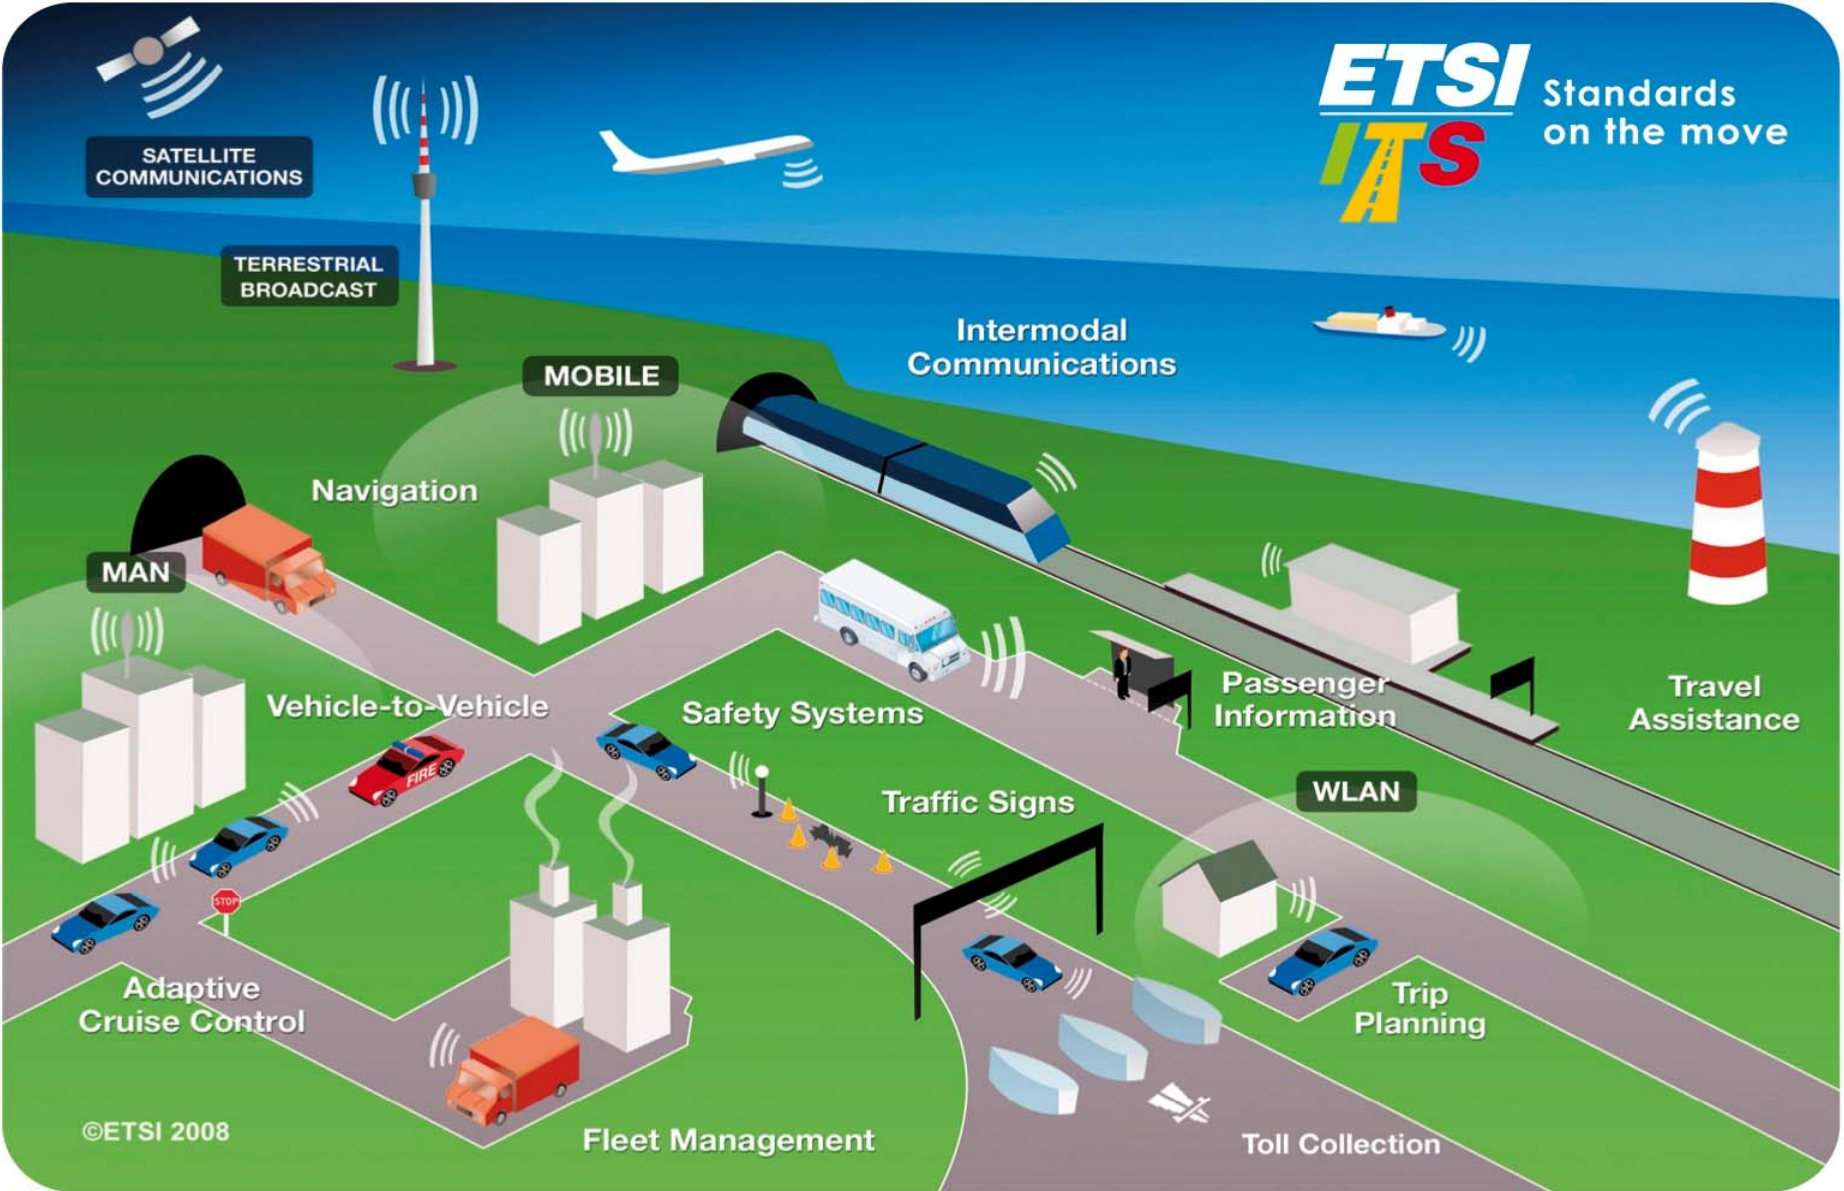 ETSI
ITS
Standards
on the move
SATELLITE
COMMUNICATIONS
TERRESTRIAL
BROADCAST
Intermodal
Communications
MOBILE
Navigation
MAN
Vehicle-to-Vehicle
FIRE
Safety Systems
Passenger
Information
Travel
Assistance
WLAN
Traffic Signs
STOP
Adaptive
Cruise Control
Trip
Planning
©ETSI 2008
Fleet Management
Toll Collection